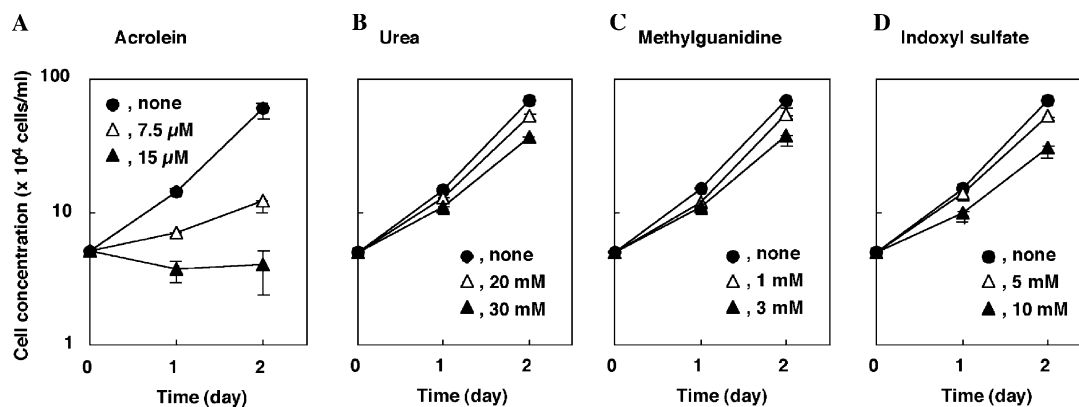 A Acrolein
B Urea
C Methylguanidine
D Indoxyl sulfate
Cell concentration (x 10⁴ cells/ml)
100
10
1
, none
, 7.5 µM
, 15 µM
0 1 2
Time (day)
, none
, 20 mM
, 30 mM
0 1 2
Time (day)
, none
, 1 mM
, 3 mM
0 1 2
Time (day)
, none
, 5 mM
, 10 mM
0 1 2
Time (day)